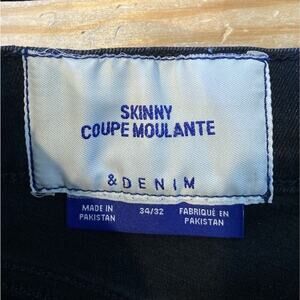 SKINNY
COUPE MOULANTE
& DENIM
MADE IN PAKISTAN
34/32
FABRIQUÉ EN PAKISTAN